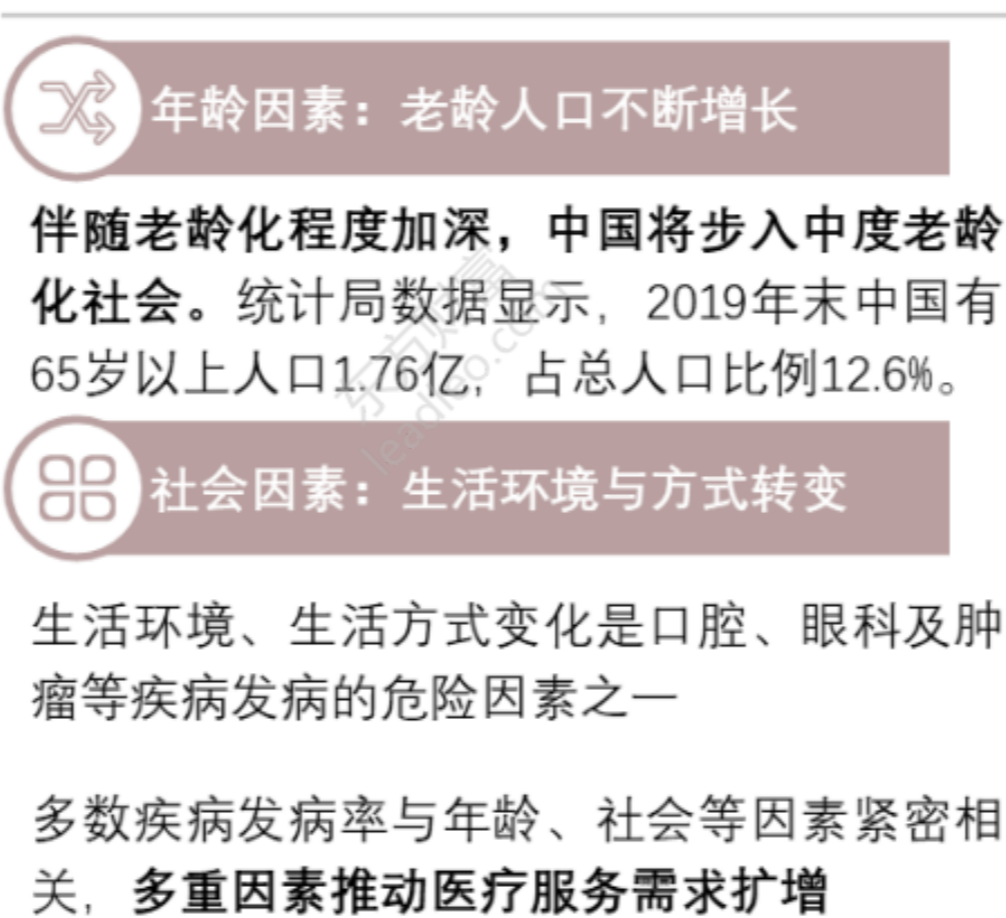 年龄因素：老龄人口不断增长
伴随老龄化程度加深，中国将步入中度老龄
化社会。统计局数据显示，2019年末中国有
65岁以上人口1.76亿，占总人口比例12.6%。
社会因素：生活环境与方式转变
生活环境、生活方式变化是口腔、眼科及肿
瘤等疾病发病的危险因素之一
多数疾病发病率与年龄、社会等因素紧密相
关，多重因素推动医疗服务需求扩增
leadleo.com